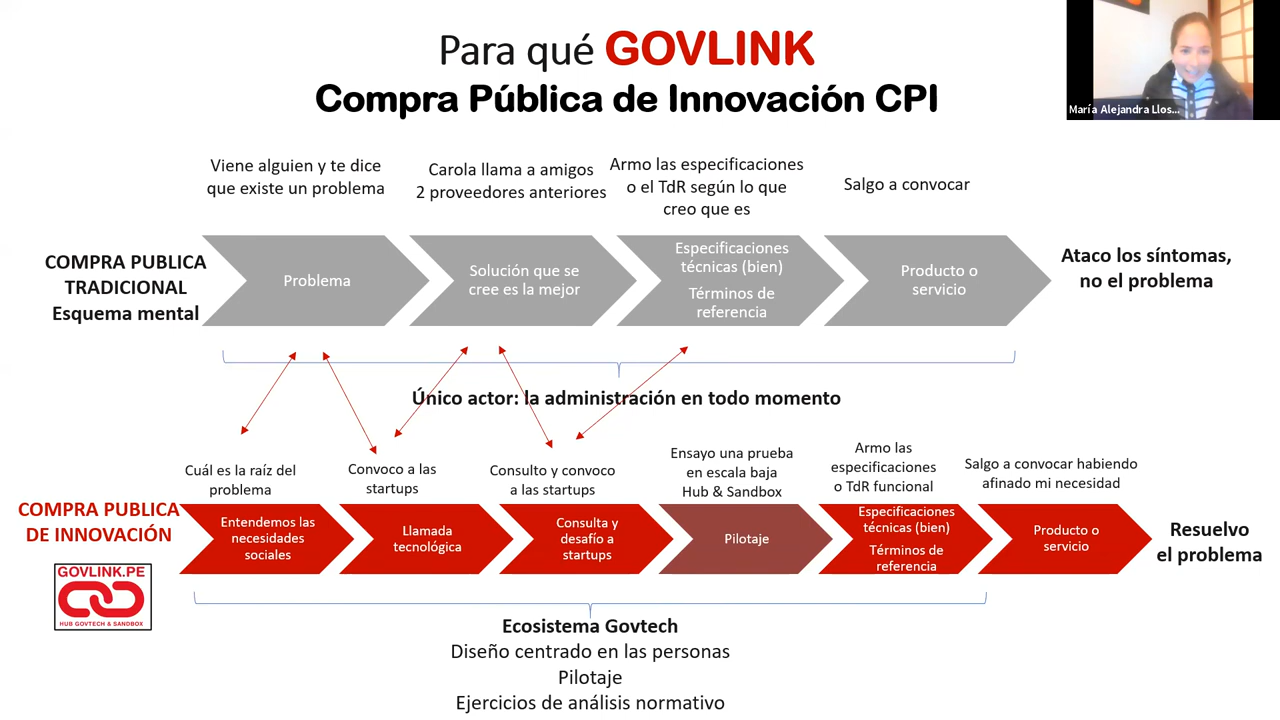 Para qué GOVLINK
Compra Pública de Innovación CPI
María Alejandra Llos...
Viene alguien y te dice
que existe un problema
Carola llama a amigos
2 proveedores anteriores
Armo las especificaciones
o el TdR según lo que
creo que es
Salgo a convocar
COMPRA PUBLICA
TRADICIONAL
Esquema mental
Problema
Solución que se
cree es la mejor
Especificaciones
técnicas (bien)
Términos de
referencia
Producto o
servicio
Ataco los síntomas,
no el problema
Único actor: la administración en todo momento
Cuál es la raíz del
problema
Convoco a las
startups
Consulto y convoco
a las startups
Ensayo una prueba
en escala baja
Hub & Sandbox
Armo las
especificaciones
o TdR funcional
Salgo a convocar habiendo
afinado mi necesidad
COMPRA PUBLICA
DE INNOVACIÓN
Entendemos las
necesidades
sociales
Llamada
tecnológica
Consulta y
desafío a
startups
Pilotaje
Especificaciones
técnicas (bien)
Términos de
referencia
Producto o
servicio
Resuelvo
el problema
GOVLINK.PE
HUB GOVTECH & SANDBOX
Ecosistema Govtech
Diseño centrado en las personas
Pilotaje
Ejercicios de análisis normativo